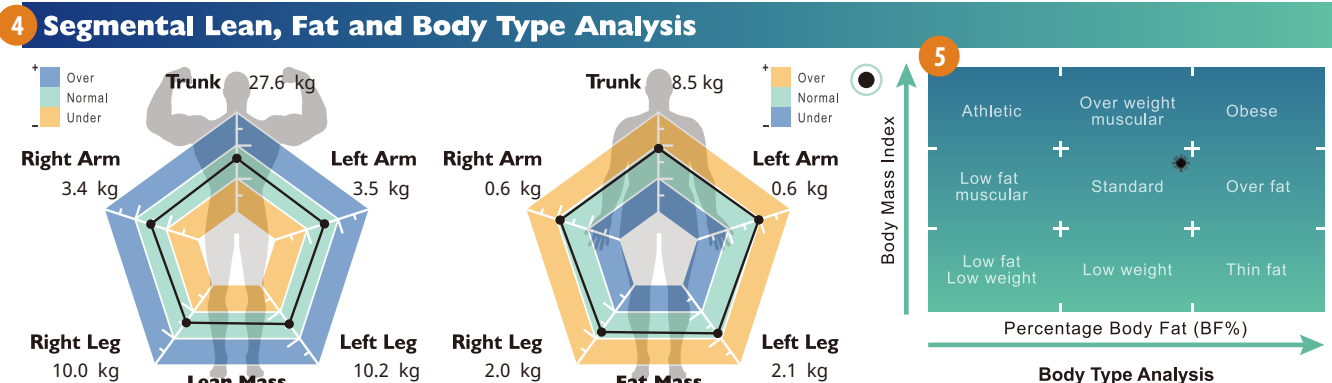 4 Segmental Lean, Fat and Body Type Analysis
+
Over
Normal
Under
−
Trunk 27.6 kg
Right Arm
3.4 kg
Left Arm
3.5 kg
Right Leg
10.0 kg
Left Leg
10.2 kg
Lean Mass
Trunk 8.5 kg
+
Over
Normal
Under
−
Right Arm
0.6 kg
Left Arm
0.6 kg
Right Leg
2.0 kg
Left Leg
2.1 kg
Fat Mass
5
Body Mass Index
Athletic
Over weight
muscular
Obese
Low fat
muscular
Standard
Over fat
Low fat
Low weight
Low weight
Thin fat
Percentage Body Fat (BF%)
Body Type Analysis